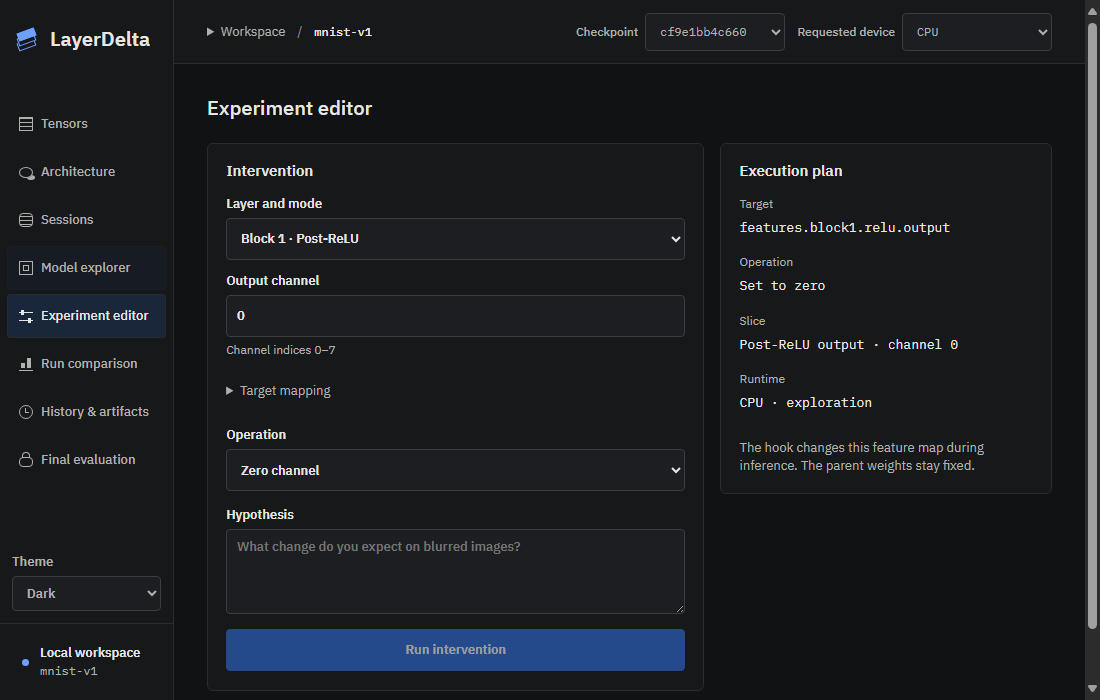 LayerDelta
Workspace / mnist-v1
Checkpoint cf9e1bb4c660 Requested device CPU
Tensors
Architecture
Sessions
Model explorer
Experiment editor
Run comparison
History & artifacts
Final evaluation
Theme
Dark
Local workspace
mnist-v1
Experiment editor
Intervention
Layer and mode
Block 1 · Post-ReLU
Output channel
0
Channel indices 0–7
Target mapping
Operation
Zero channel
Hypothesis
What change do you expect on blurred images?
Run intervention
Execution plan
Target
features.block1.relu.output
Operation
Set to zero
Slice
Post-ReLU output · channel 0
Runtime
CPU · exploration
The hook changes this feature map during
inference. The parent weights stay fixed.